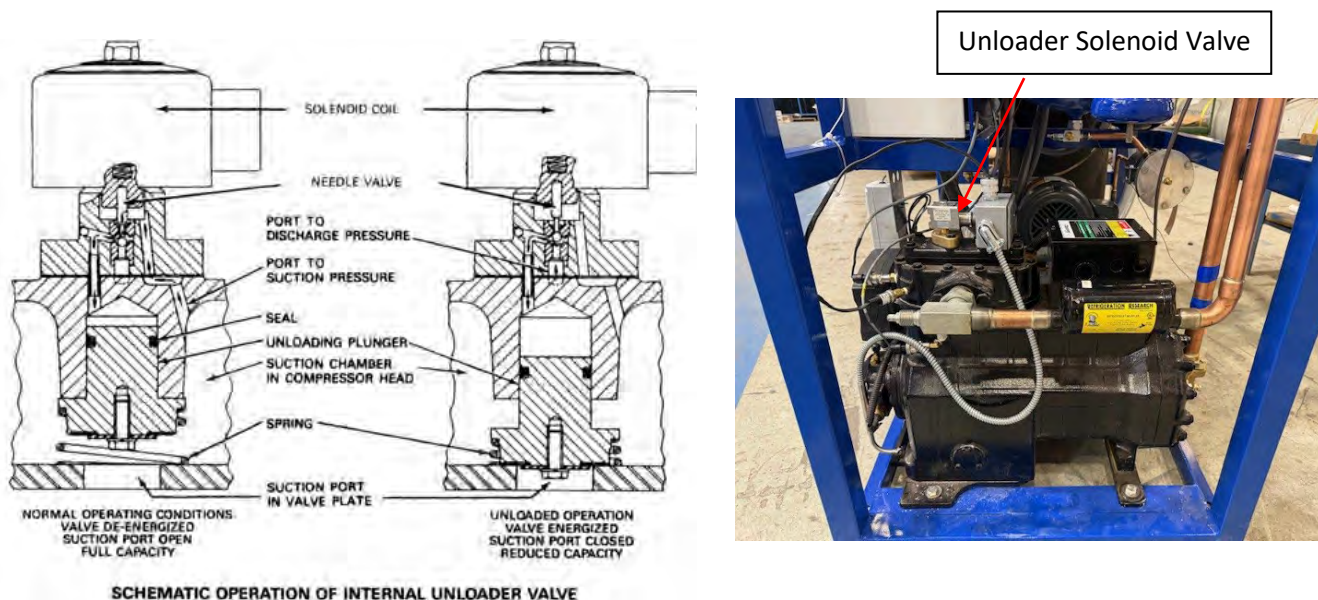 Unloader Solenoid Valve
SOLENOID COIL
NEEDLE VALVE
PORT TO
DISCHARGE PRESSURE
PORT TO
SUCTION PRESSURE
SEAL
UNLOADING PLUNGER
SUCTION CHAMBER
IN COMPRESSOR HEAD
SPRING
SUCTION PORT
IN VALVE PLATE
NORMAL OPERATING CONDITIONS
VALVE DE-ENERGIZED
SUCTION PORT OPEN
FULL CAPACITY
UNLOADED OPERATION
VALVE ENERGIZED
SUCTION PORT CLOSED
REDUCED CAPACITY
SCHEMATIC OPERATION OF INTERNAL UNLOADER VALVE
REFRIGERATION RESEARCH